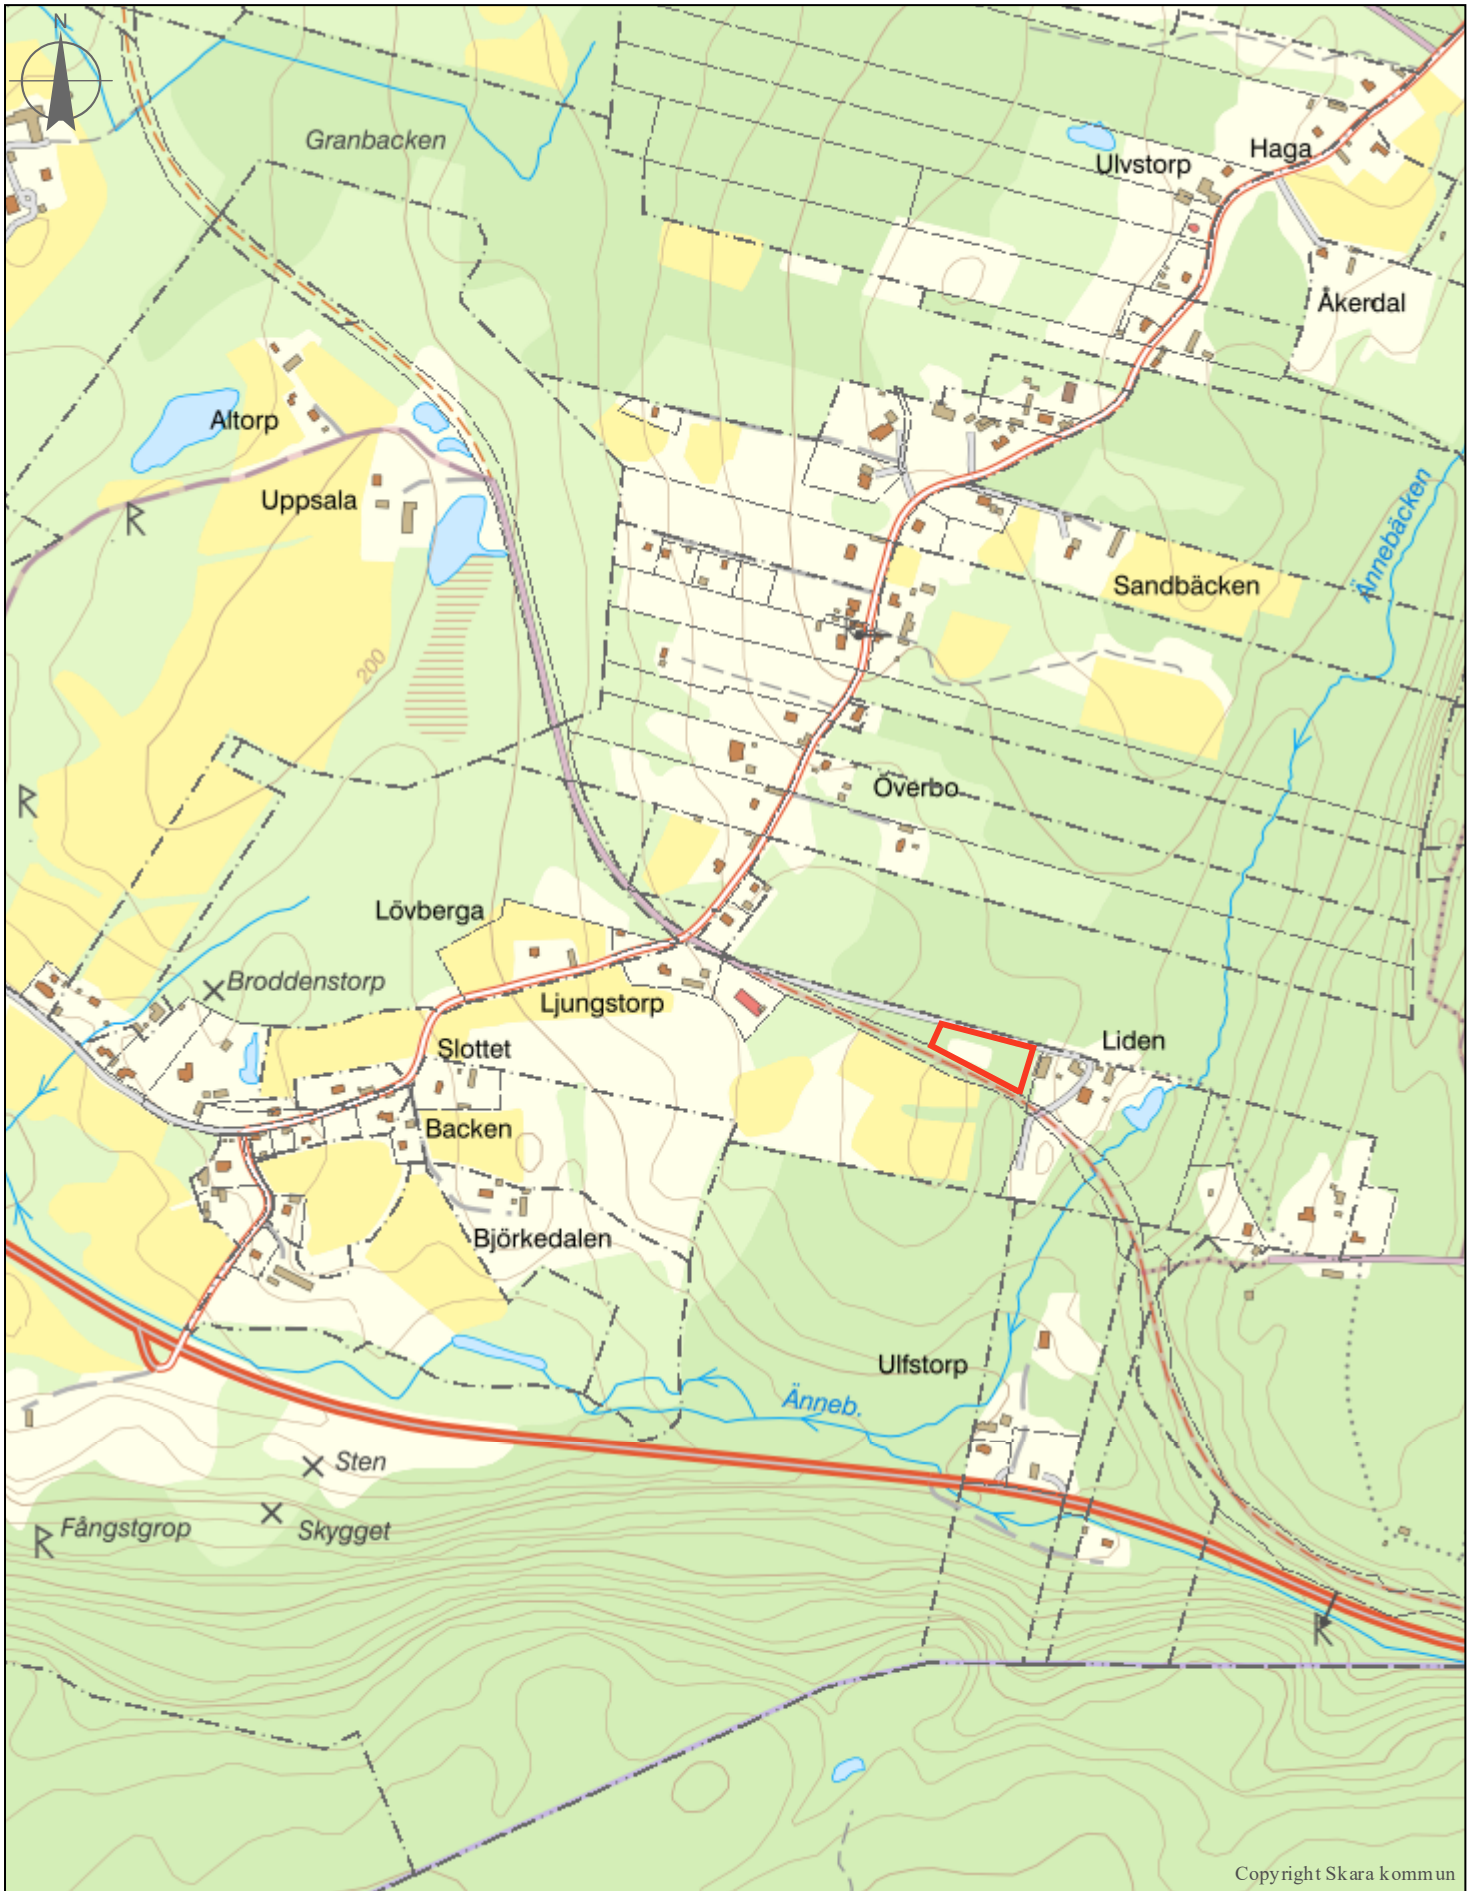 N
Granbacken
Ulvstorp
Haga
Åkerdal
Altorp
Uppsala
Ännebäcken
Sandbäcken
200
Överbo
Lövberga
Broddenstorp
Ljungstorp
Slottet
Liden
Backen
Björkedalen
Ulfstorp
Änneb.
Sten
Fångstgrop
Skygget
Copyright Skara kommun